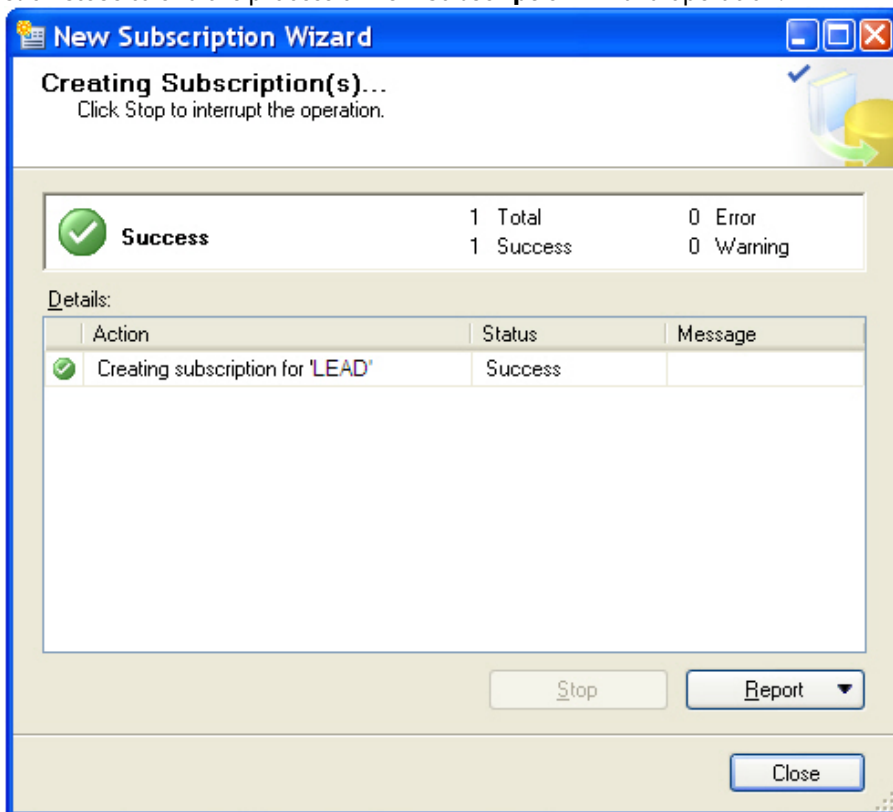 New Subscription Wizard
Creating Subscription(s)...
Click Stop to interrupt the operation.
Success 1 Total 0 Error
1 Success 0 Warning
Details:
Action Status Message
Creating subscription for 'LEAD' Success
Stop Report
Close